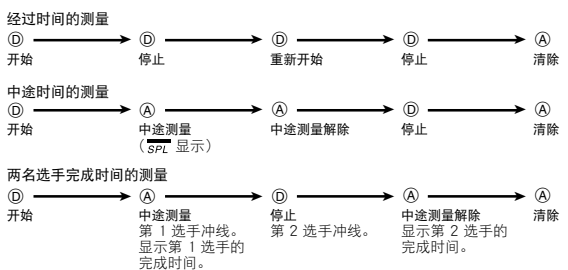 经过时间的测量
Ⓓ Ⓓ Ⓓ Ⓓ Ⓐ
开始 停止 重新开始 停止 清除
中途时间的测量
Ⓓ Ⓐ Ⓐ Ⓓ Ⓐ
开始 中途测量 中途测量解除 停止 清除
（SPL 显示）
两名选手完成时间的测量
Ⓓ Ⓐ Ⓓ Ⓐ Ⓐ
开始 中途测量 停止 中途测量解除 清除
第 1 选手冲线。 第 2 选手冲线。 显示第 2 选手的
显示第 1 选手的 完成时间。
完成时间。